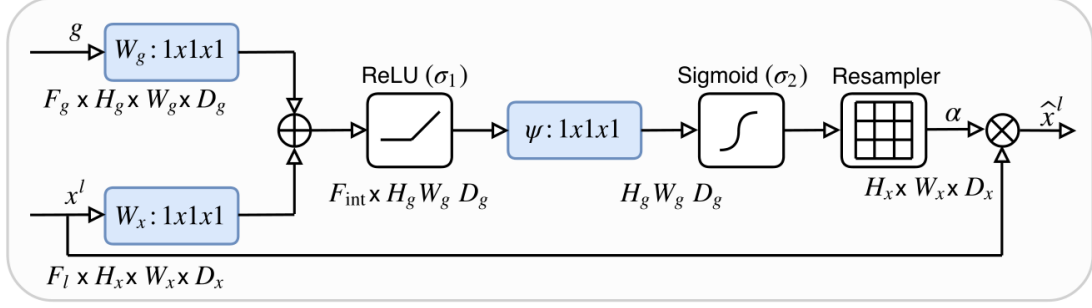 g
W_g : 1x1x1
F_g x H_g x W_g x D_g
ReLU (σ_1)
Sigmoid (σ_2)
Resampler
ψ : 1x1x1
α
x̂^l
F_int x H_g W_g D_g
H_g W_g D_g
H_x x W_x x D_x
x^l
W_x : 1x1x1
F_l x H_x x W_x x D_x